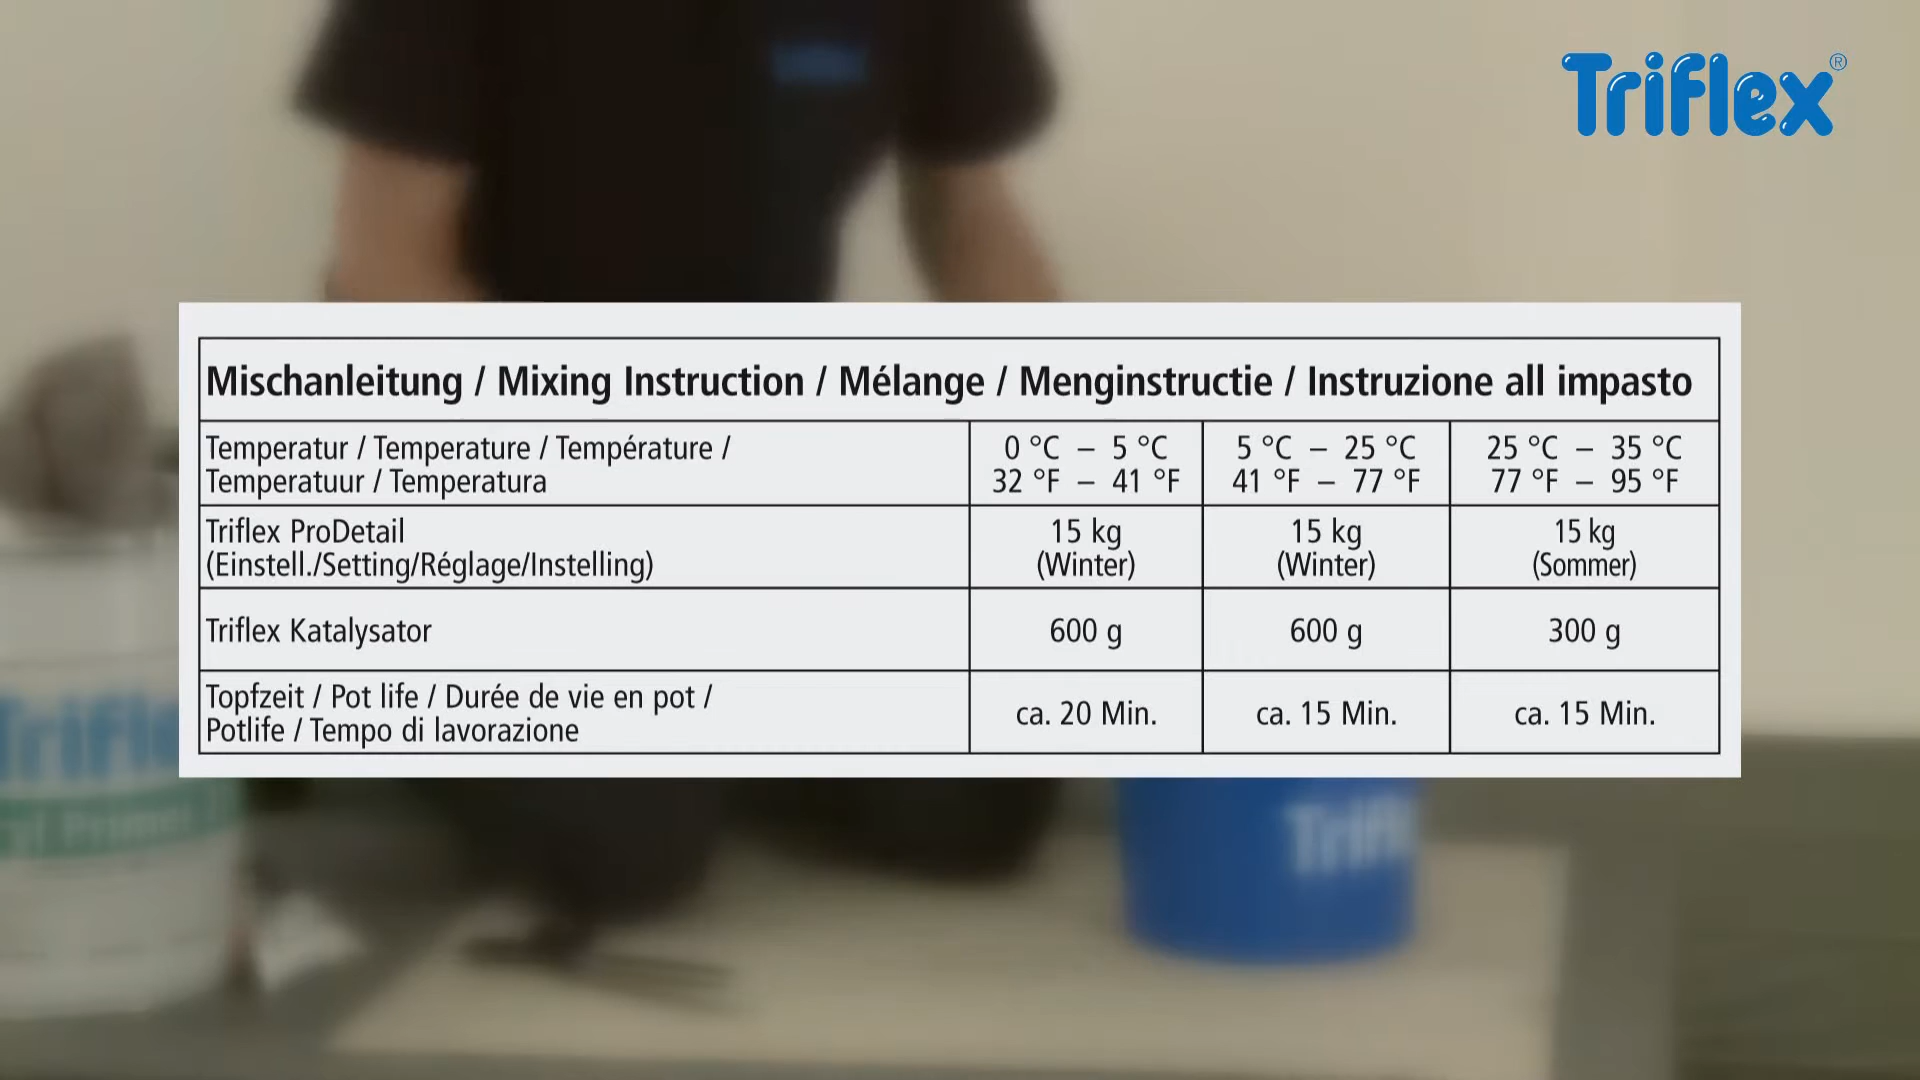 Triflex®
Mischanleitung / Mixing Instruction / Mélange / Menginstructie / Instruzione all impasto
Temperatur / Temperature / Température /
Temperatuur / Temperatura
0 °C – 5 °C
32 °F – 41 °F
5 °C – 25 °C
41 °F – 77 °F
25 °C – 35 °C
77 °F – 95 °F
Triflex ProDetail
(Einstell./Setting/Réglage/Instelling)
15 kg
(Winter)
15 kg
(Winter)
15 kg
(Sommer)
Triflex Katalysator
600 g
600 g
300 g
Topfzeit / Pot life / Durée de vie en pot /
Potlife / Tempo di lavorazione
ca. 20 Min.
ca. 15 Min.
ca. 15 Min.